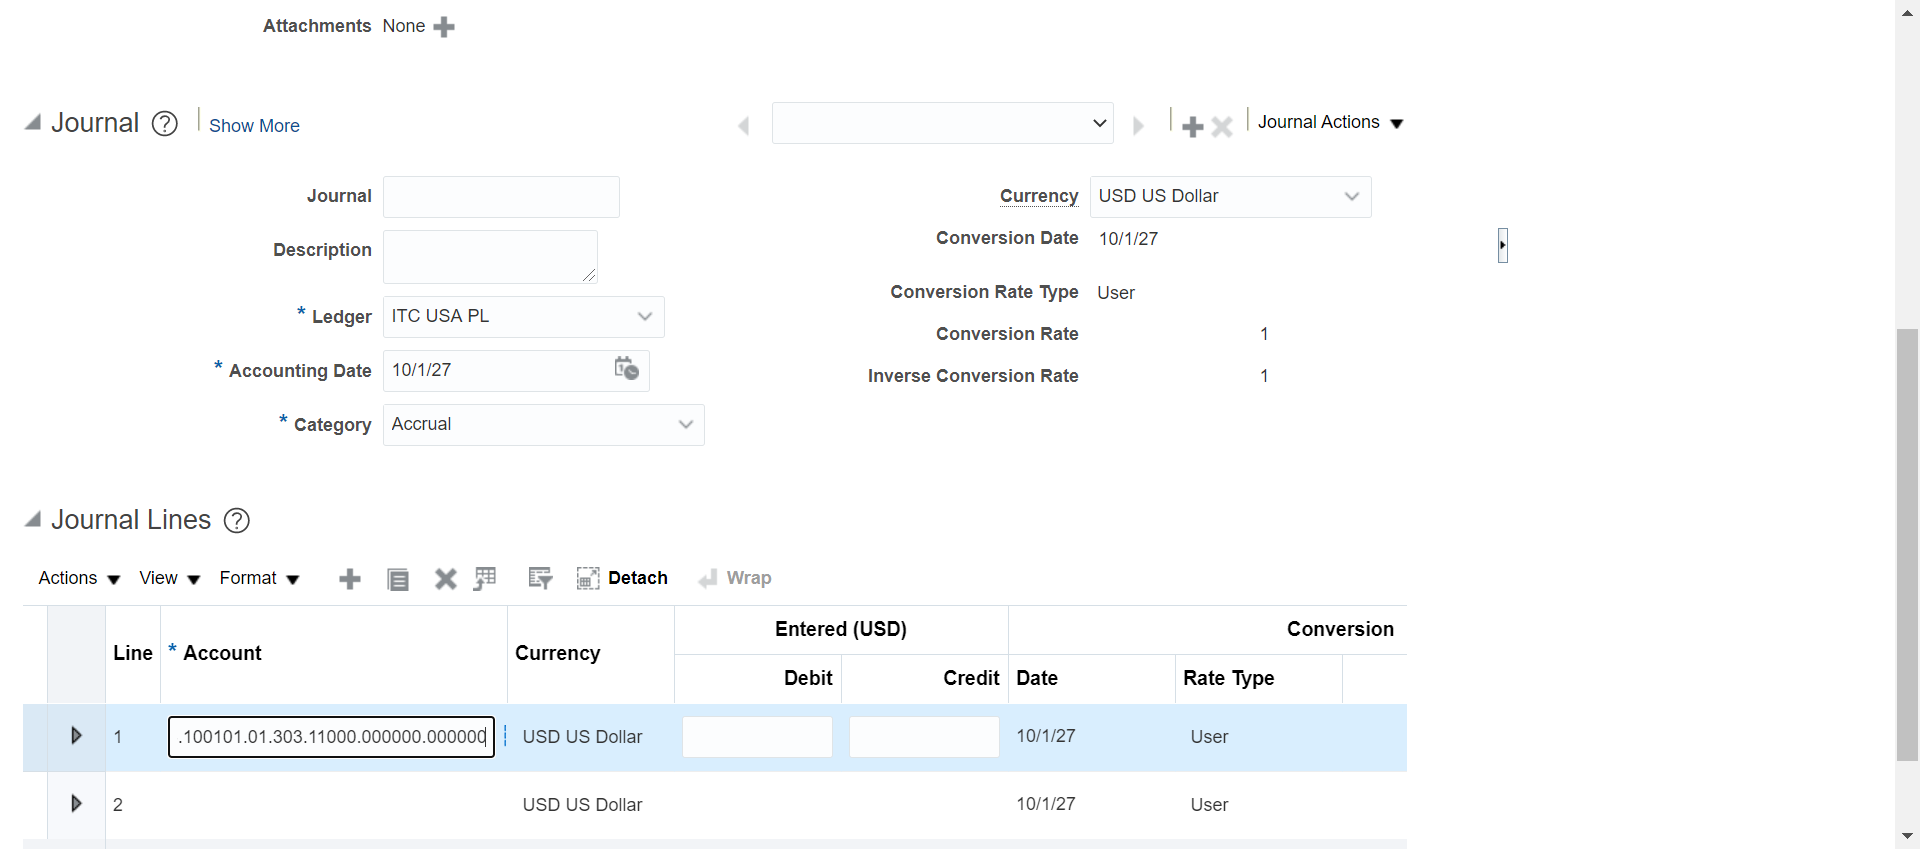 Attachments None
Journal Show More Journal Actions
Journal
Description
* Ledger ITC USA PL
* Accounting Date 10/1/27
* Category Accrual
Currency USD US Dollar
Conversion Date 10/1/27
Conversion Rate Type User
Conversion Rate 1
Inverse Conversion Rate 1
Journal Lines
Actions View Format Detach Wrap
Entered (USD) Conversion
Line * Account Currency Debit Credit Date Rate Type
1 .100101.01.303.11000.000000.000000 USD US Dollar 10/1/27 User
2 USD US Dollar 10/1/27 User